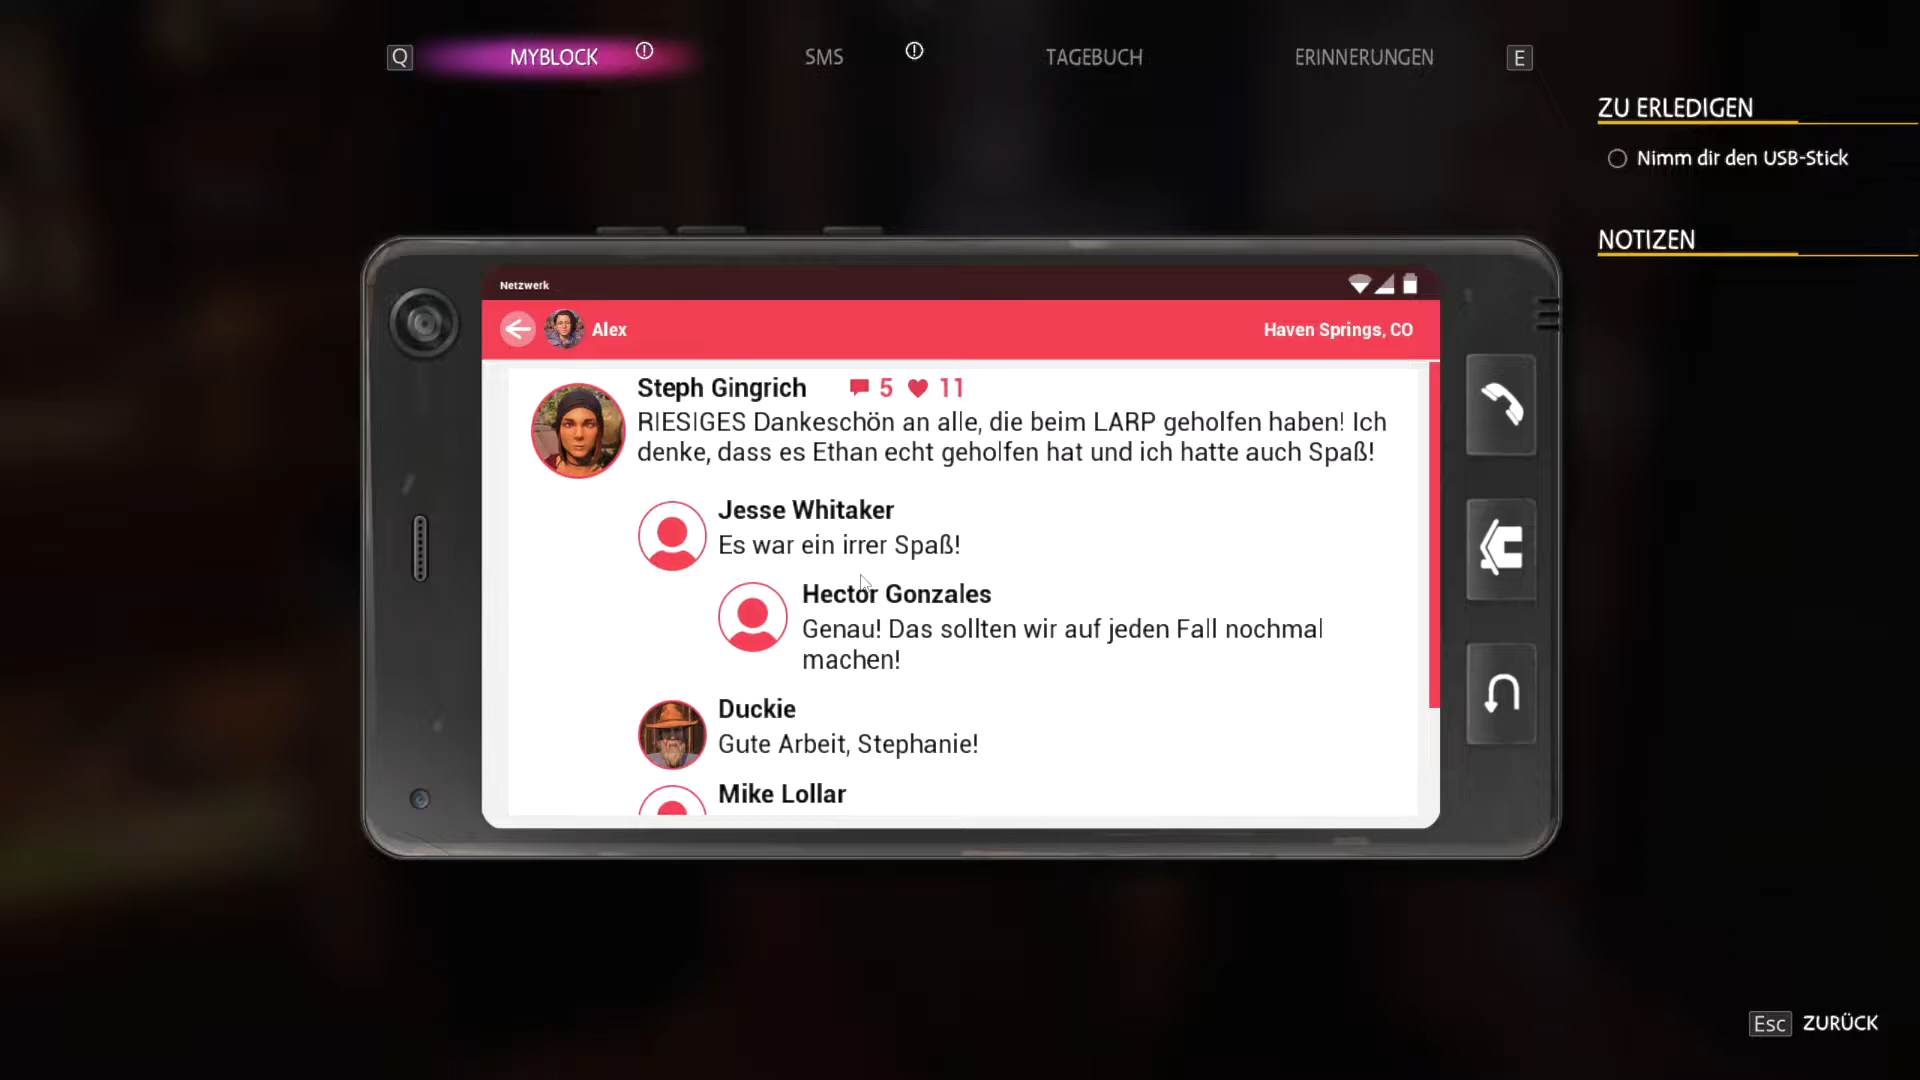 Q
MYBLOCK
SMS
TAGEBUCH
ERINNERUNGEN
E
ZU ERLEDIGEN
Nimm dir den USB-Stick
NOTIZEN
Netzwerk
Alex
Haven Springs, CO
Steph Gingrich 5 11
RIESIGES Dankeschön an alle, die beim LARP geholfen haben! Ich
denke, dass es Ethan echt geholfen hat und ich hatte auch Spaß!
Jesse Whitaker
Es war ein irrer Spaß!
Hector Gonzales
Genau! Das sollten wir auf jeden Fall nochmal
machen!
Duckie
Gute Arbeit, Stephanie!
Mike Lollar
Esc ZURÜCK